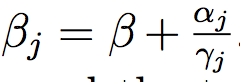 β_j = β + α_j/γ_j.